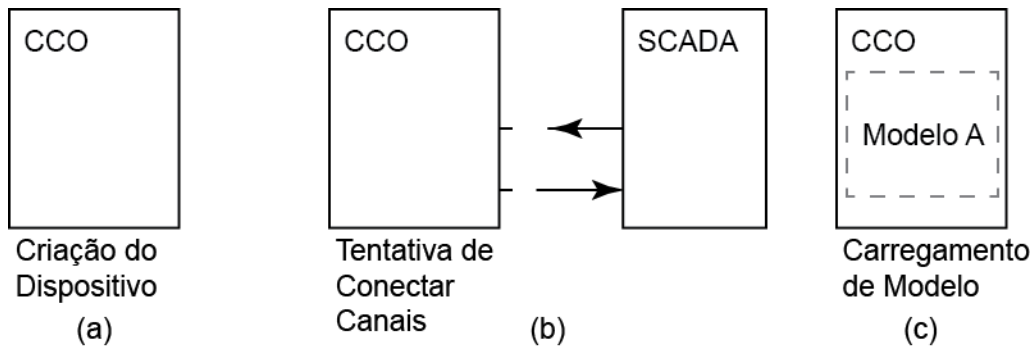 CCO
CCO
SCADA
CCO
Modelo A
Criação do
Dispositivo
(a)
Tentativa de
Conectar
Canais
(b)
Carregamento
de Modelo
(c)